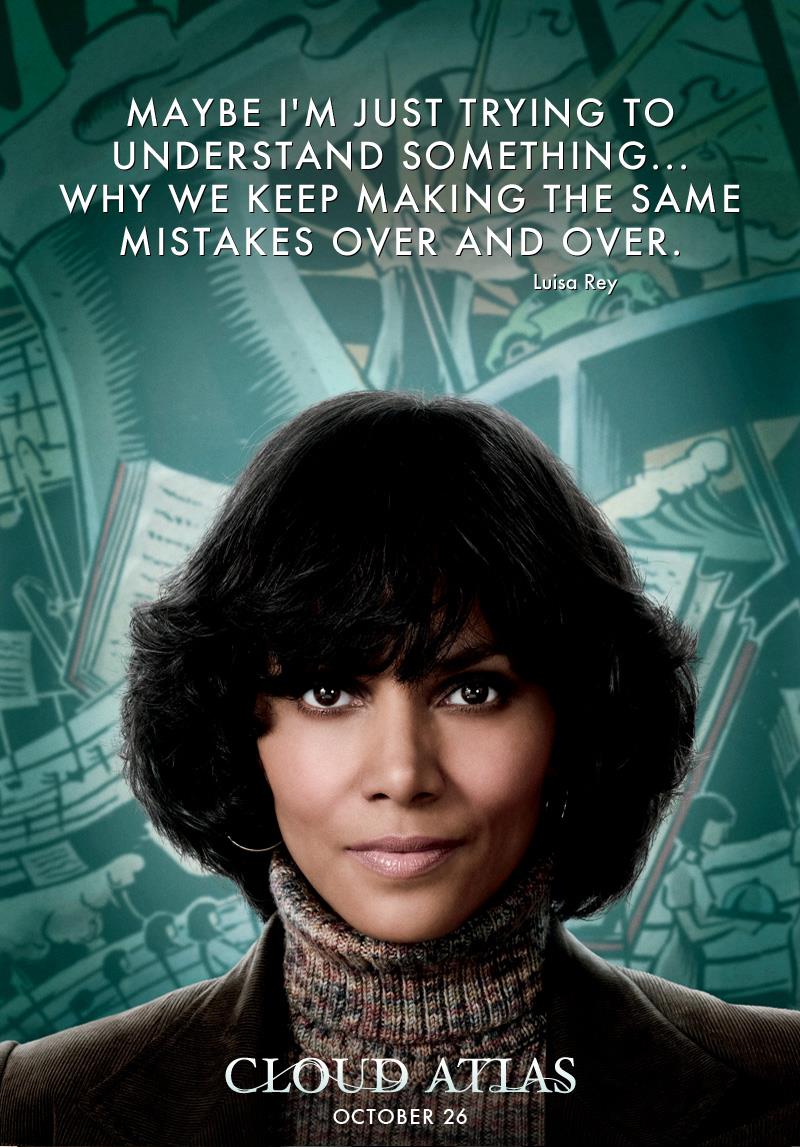 MAYBE I'M JUST TRYING TO
UNDERSTAND SOMETHING...
WHY WE KEEP MAKING THE SAME
MISTAKES OVER AND OVER.
Luisa Rey
CLOUD ATLAS
OCTOBER 26